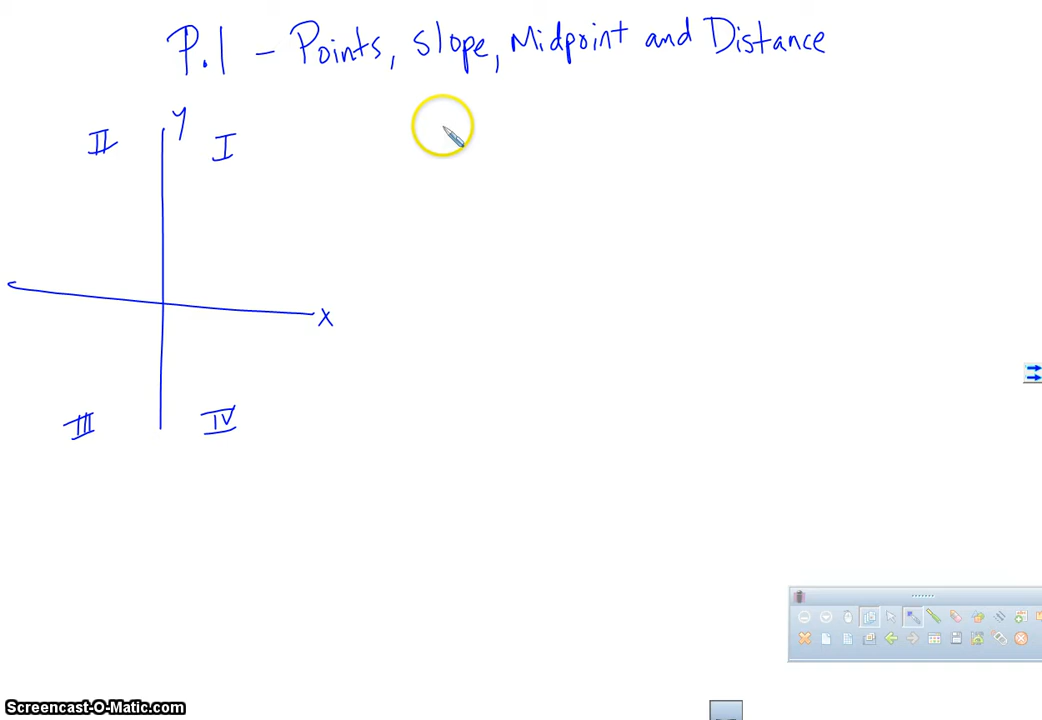 P.1 - Points, Slope, Midpoint and Distance
y
II I
x
III IV
Screencast-O-Matic.com